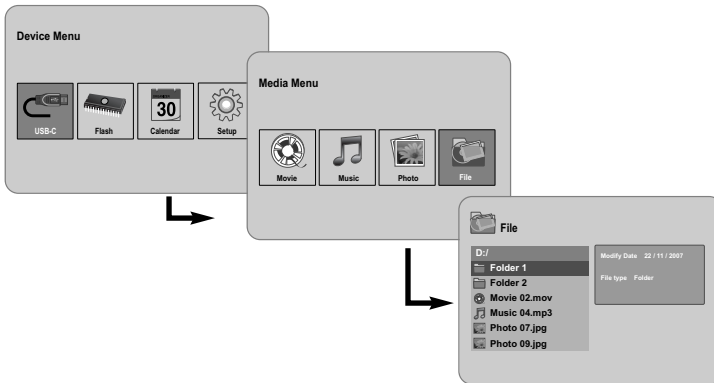 Device Menu
USB-C
30
Flash
Calendar
Setup
Media Menu
Movie
Music
Photo
File
File
D:/
Folder 1
Folder 2
Movie 02.mov
Music 04.mp3
Photo 07.jpg
Photo 09.jpg
Modify Date 22 / 11 / 2007
File type Folder